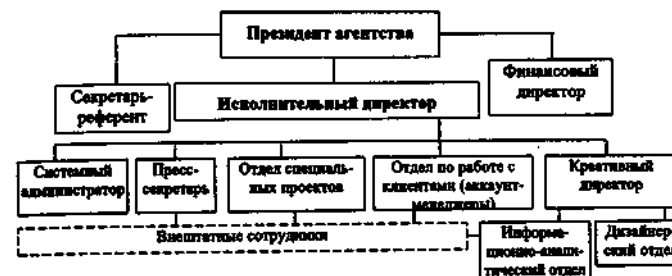 Президент агентства
Финансовый
директор
Секретарь-
референт
Исполнительный директор
Системный
администратор
Пресс-
секретарь
Отдел специаль-
ных проектов
Отдел по работе с
клиентами (аккаунт-
менеджеры)
Креативный
директор
Внештатные сотрудники
Информа-
ционно-анали-
тический отдел
Дизайнер-
ский отдел